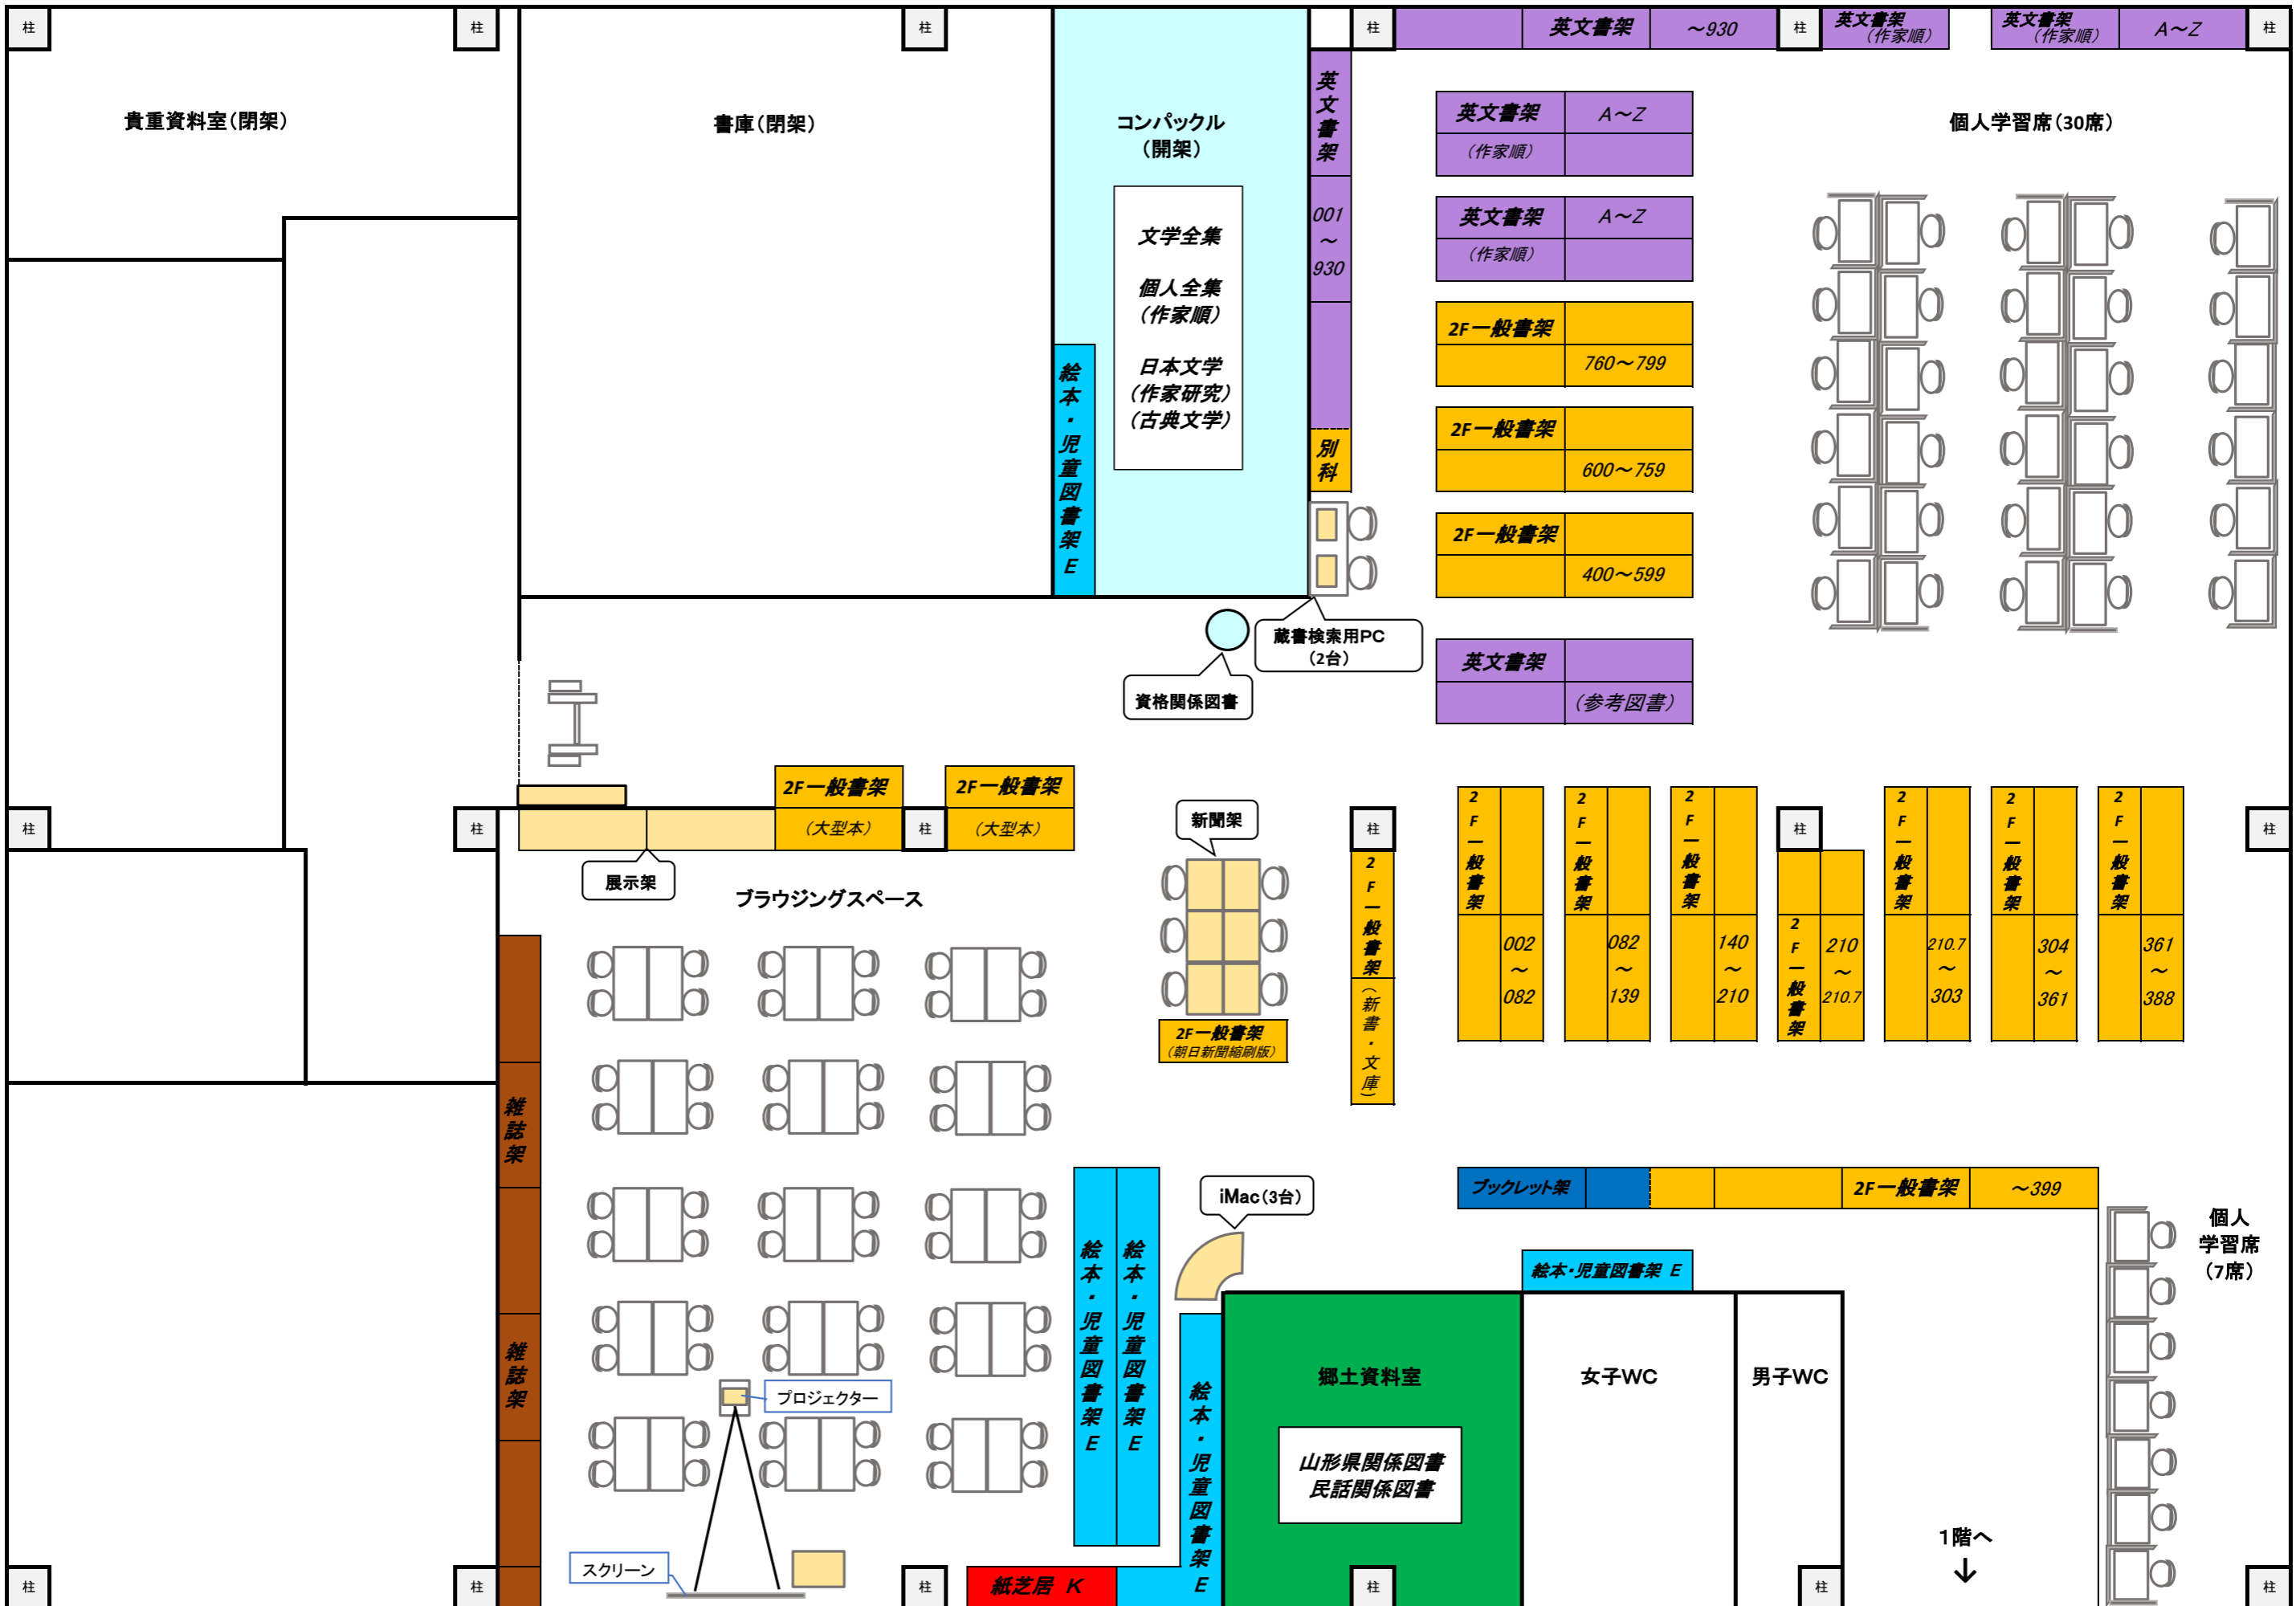 柱
柱
柱
柱
柱
柱
英文書架
～930
英文書架
(作家順)
英文書架
(作家順)
A～Z
貴重資料室(閉架)
書庫(閉架)
コンパックル
(開架)
文学全集
個人全集
(作家順)
日本文学
(作家研究)
(古典文学)
絵本・児童図書架 E
英文書架
001
～
930
別科
英文書架
A～Z
(作家順)
英文書架
A～Z
(作家順)
2F一般書架
760～799
2F一般書架
600～759
2F一般書架
400～599
英文書架
(参考図書)
個人学習席(30席)
蔵書検索用PC
(2台)
資格関係図書
2F一般書架
(大型本)
2F一般書架
(大型本)
柱
柱
柱
柱
柱
柱
展示架
ブラウジングスペース
新聞架
2F一般書架
(朝日新聞縮刷版)
2F一般書架
(新書・文庫)
2F一般書架
002
～
082
2F一般書架
082
～
139
2F一般書架
140
～
210
2F一般書架
210
～
210.7
2F一般書架
210.7
～
303
2F一般書架
304
～
361
2F一般書架
361
～
388
雑誌架
雑誌架
プロジェクター
スクリーン
絵本・児童図書架 E
絵本・児童図書架 E
絵本・児童図書架 E
紙芝居 K
iMac(3台)
ブックレット架
2F一般書架
～399
絵本・児童図書架 E
郷土資料室
山形県関係図書
民話関係図書
女子WC
男子WC
個人
学習席
(7席)
1階へ
↓
柱
柱
柱
柱
柱
柱